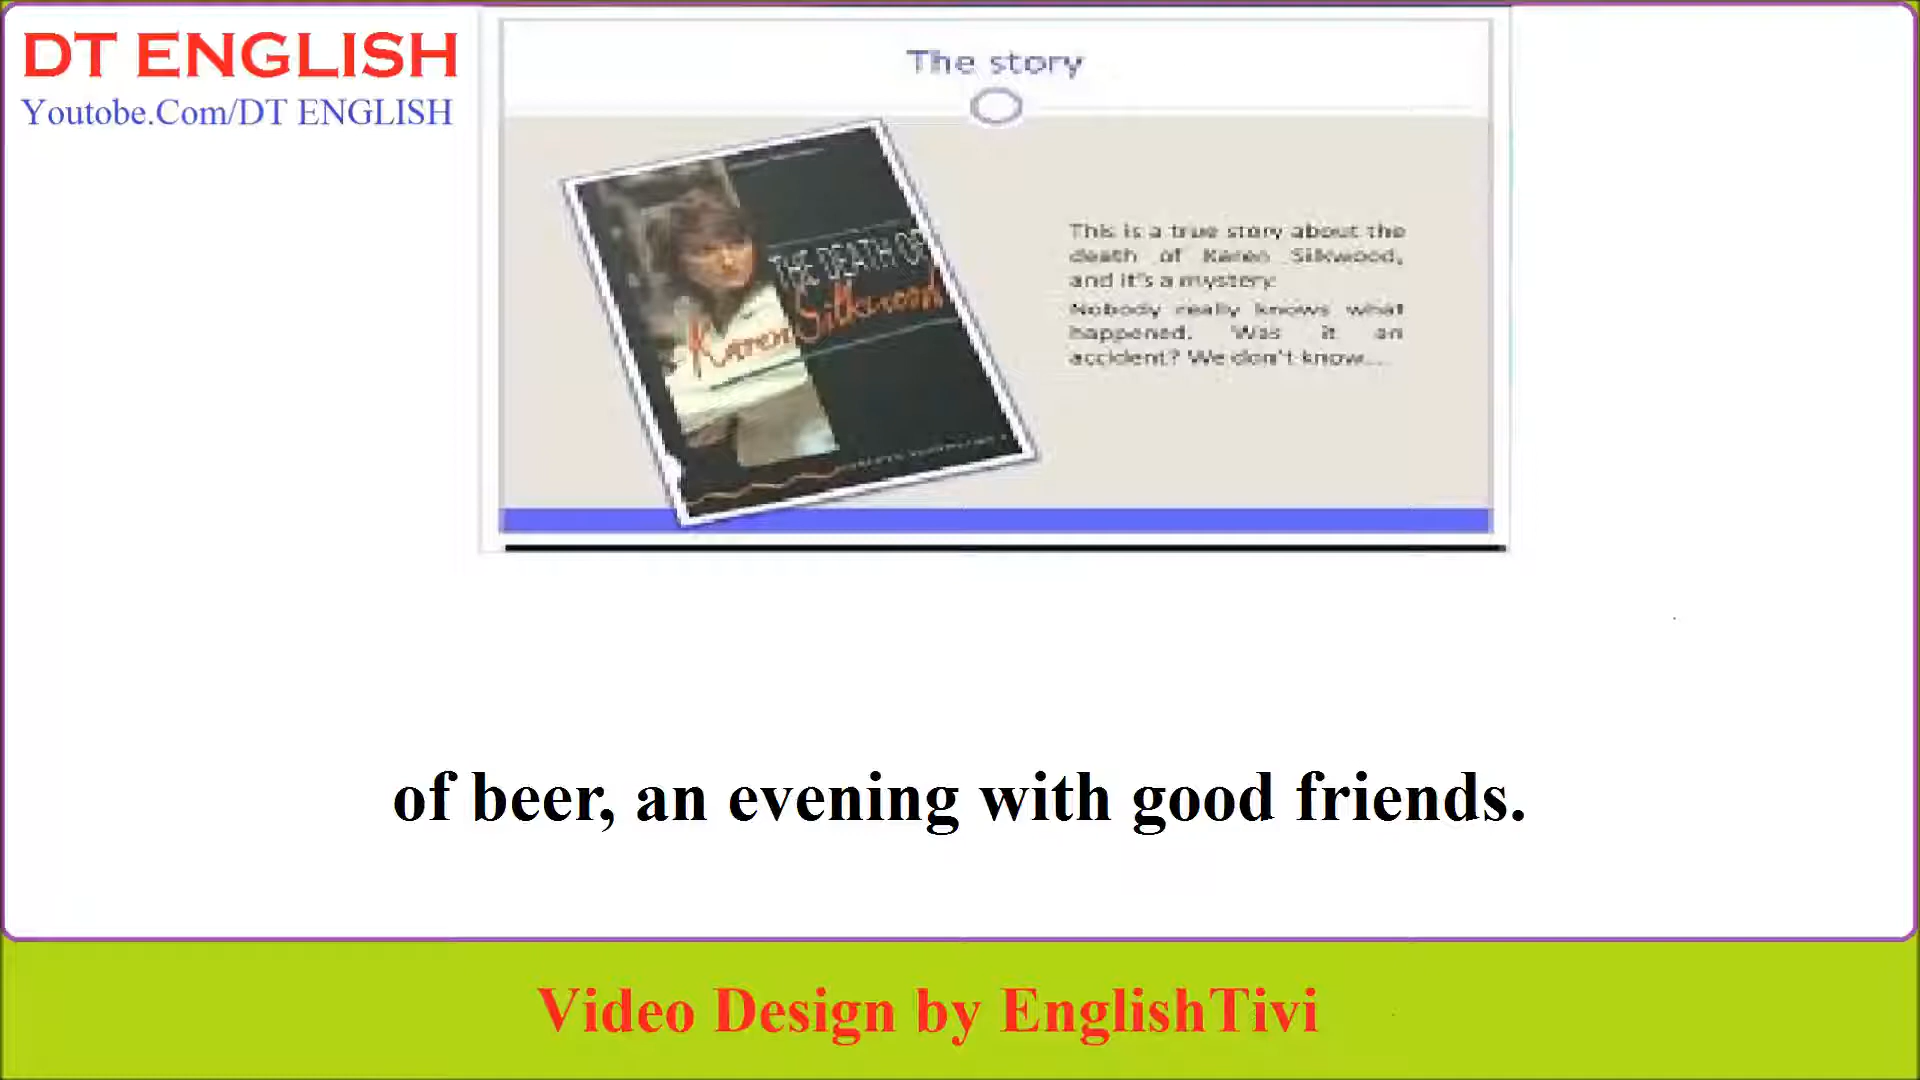 DT ENGLISH
Youtobe.Com/DT ENGLISH
The story
THE DEATH OF
Karen Silkwood
This is a true story about the
death of Karen Silkwood,
and it's a mystery.
Nobody really knows what
happened. Was it an
accident? We don't know...
of beer, an evening with good friends.
Video Design by EnglishTivi